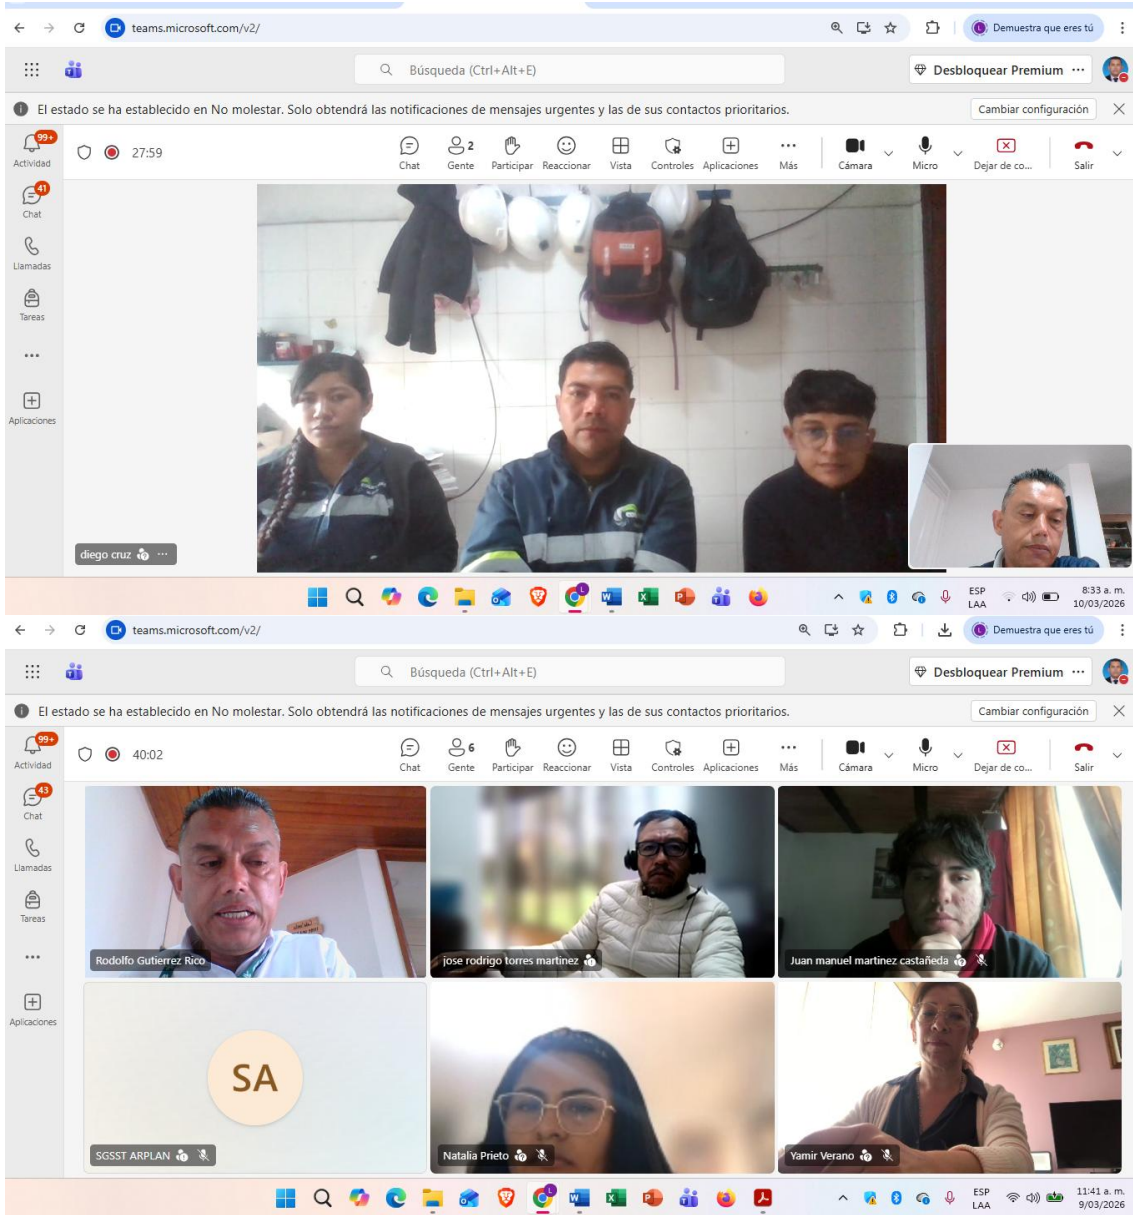 teams.microsoft.com/v2/
Demuestra que eres tú
Búsqueda (Ctrl+Alt+E)
Desbloquear Premium
El estado se ha establecido en No molestar. Solo obtendrá las notificaciones de mensajes urgentes y las de sus contactos prioritarios.
Cambiar configuración
99+
Actividad
27:59
Chat
2
Gente
Participar
Reaccionar
Vista
Controles
Aplicaciones
Más
Cámara
Micro
Dejar de co...
Salir
41
Chat
Llamadas
Tareas
Aplicaciones
diego cruz
ESP
LAA
8:33 a. m.
10/03/2026
teams.microsoft.com/v2/
Demuestra que eres tú
Búsqueda (Ctrl+Alt+E)
Desbloquear Premium
El estado se ha establecido en No molestar. Solo obtendrá las notificaciones de mensajes urgentes y las de sus contactos prioritarios.
Cambiar configuración
99+
Actividad
40:02
Chat
6
Gente
Participar
Reaccionar
Vista
Controles
Aplicaciones
Más
Cámara
Micro
Dejar de co...
Salir
43
Chat
Llamadas
Tareas
Aplicaciones
Rodolfo Gutierrez Rico
jose rodrigo torres martinez
Juan manuel martinez castañeda
SA
SGSST ARPLAN
Natalia Prieto
Yamir Verano
ESP
LAA
11:41 a. m.
9/03/2026